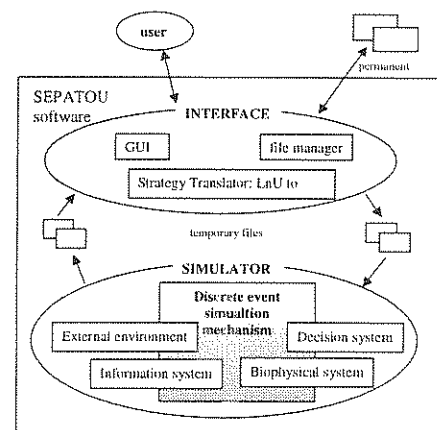 user
permanent
SEPATOU
software
INTERFACE
GUI
file manager
Strategy Translator: LnU to
temporary files
SIMULATOR
Discrete event
simualtion
mechanism
External environment
Decision system
Information system
Biophysical system